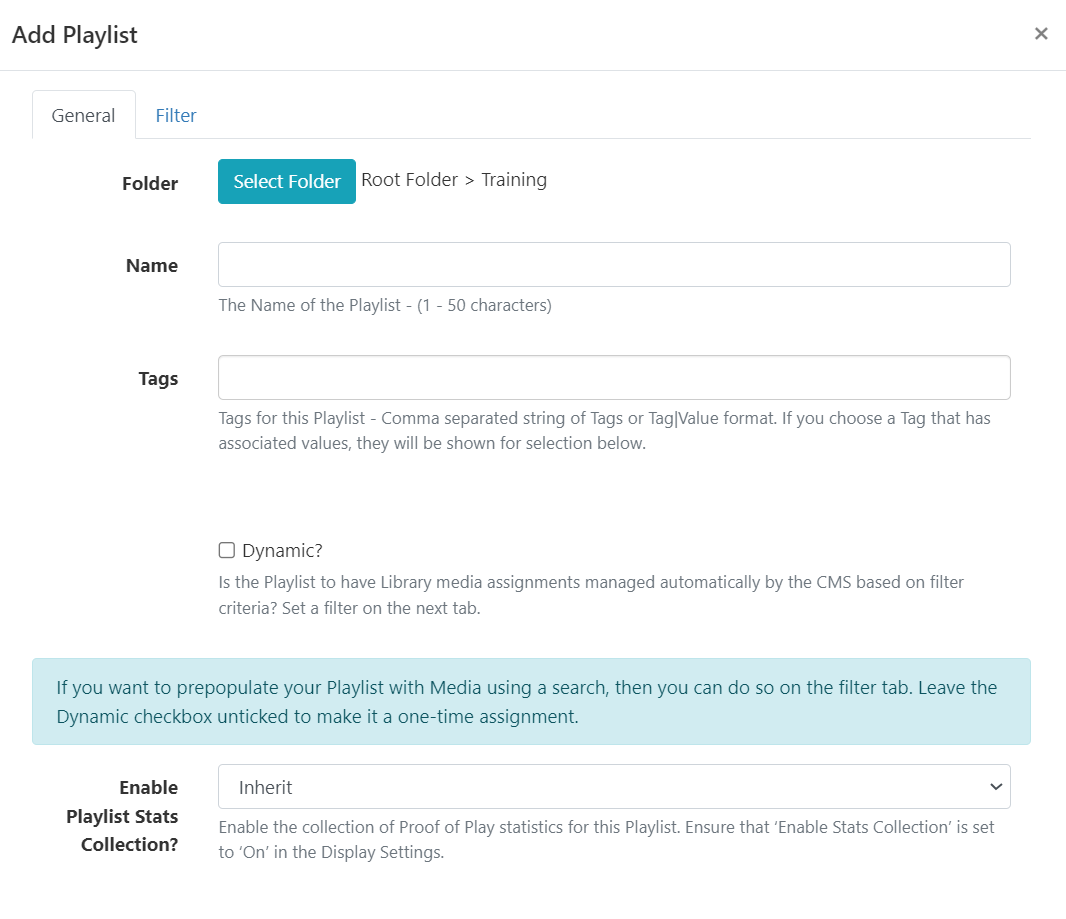 Add Playlist ×
General Filter
Folder Select Folder Root Folder > Training
Name
The Name of the Playlist - (1 - 50 characters)
Tags
Tags for this Playlist - Comma separated string of Tags or Tag|Value format. If you choose a Tag that has
associated values, they will be shown for selection below.
Dynamic?
Is the Playlist to have Library media assignments managed automatically by the CMS based on filter
criteria? Set a filter on the next tab.
If you want to prepopulate your Playlist with Media using a search, then you can do so on the filter tab. Leave the
Dynamic checkbox unticked to make it a one-time assignment.
Enable
Playlist Stats
Collection?
Inherit
Enable the collection of Proof of Play statistics for this Playlist. Ensure that ‘Enable Stats Collection’ is set
to ‘On’ in the Display Settings.